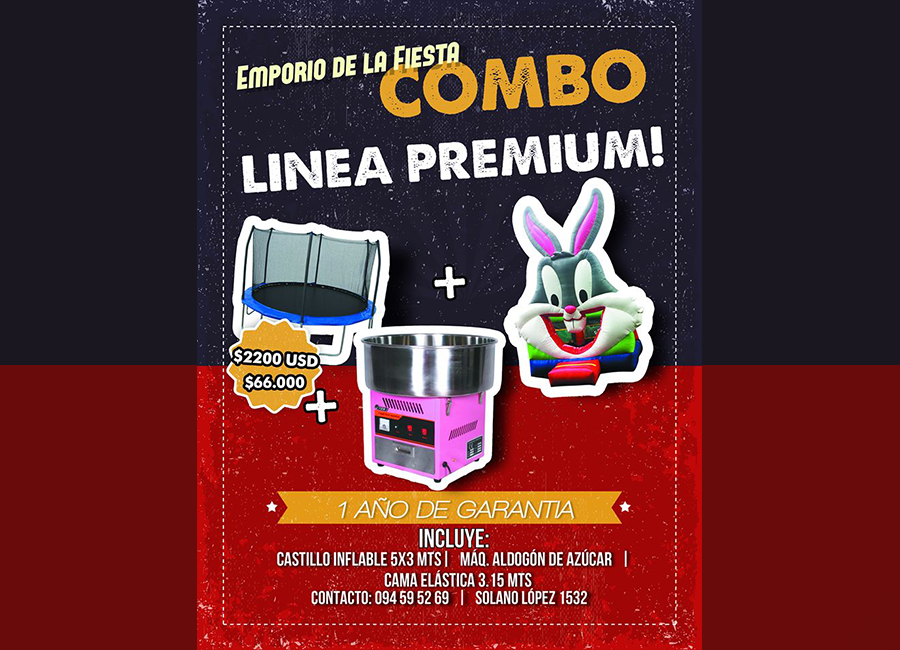 EMPORIO DE LA FIESTA
COMBO
LINEA PREMIUM!
+
$2200 USD
$66.000
+
1 AÑO DE GARANTIA
INCLUYE:
CASTILLO INFLABLE 5X3 MTS | MÁQ. ALDOGÓN DE AZÚCAR |
CAMA ELÁSTICA 3.15 MTS
CONTACTO: 094 59 52 69 | SOLANO LÓPEZ 1532